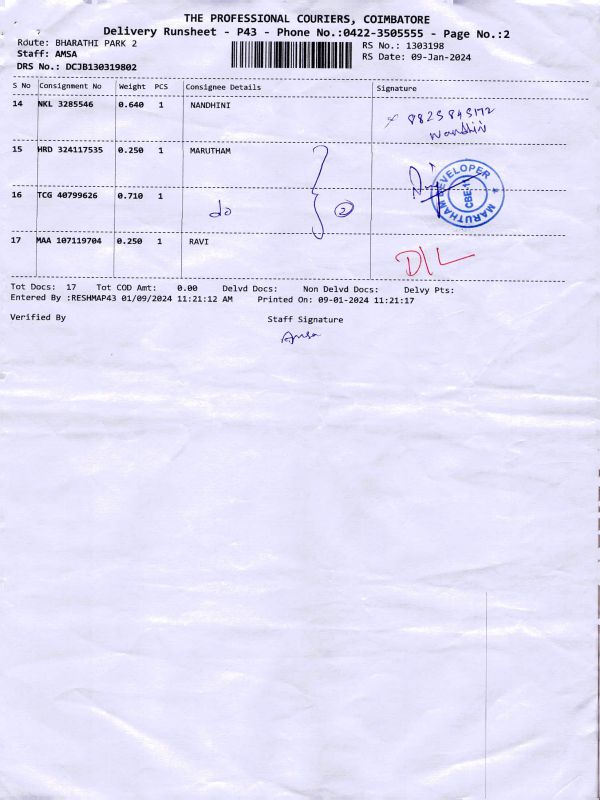 THE PROFESSIONAL COURIERS, COIMBATORE
Delivery Runsheet - P43 - Phone No.:0422-3505555 - Page No.:2
Route: BHARATHI PARK 2
RS No.: 1303198
Staff: AMSA
RS Date: 09-Jan-2024
DRS No.: DCJB130319802
S No Consignment No Weight PCS Consignee Details Signature
14 NKL 3285546 0.640 1 NANDHINI
Nandhini
15 HRD 324117535 0.250 1 MARUTHAM
MARUTHAM DEVELOPER
CBE-11
16 TCG 40799626 0.710 1
do
2
17 MAA 107119704 0.250 1 RAVI
D/L
Tot Docs: 17 Tot COD Amt: 0.00 Delvd Docs: Non Delvd Docs: Delvy Pts:
Entered By :RESHMAP43 01/09/2024 11:21:12 AM Printed On: 09-01-2024 11:21:17
Verified By Staff Signature
Amsa